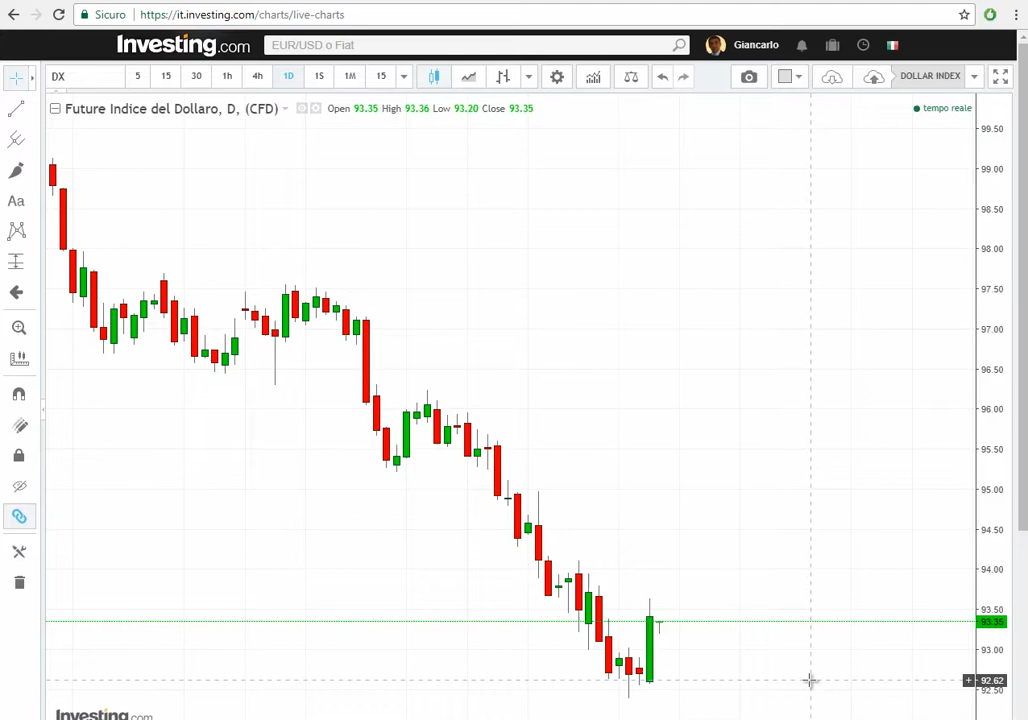 Sicuro https://it.investing.com/charts/live-charts
Investing.com EUR/USD o Fiat Giancarlo
DX 5 15 30 1h 4h 1D 1S 1M 15 DOLLAR INDEX
Future Indice del Dollaro, D, (CFD) Open 93.35 High 93.36 Low 93.20 Close 93.35 tempo reale
Aa
99.50
99.00
98.50
98.00
97.50
97.00
96.50
96.00
95.50
95.00
94.50
94.00
93.50
93.35
93.00
92.62
92.50
Investing.com